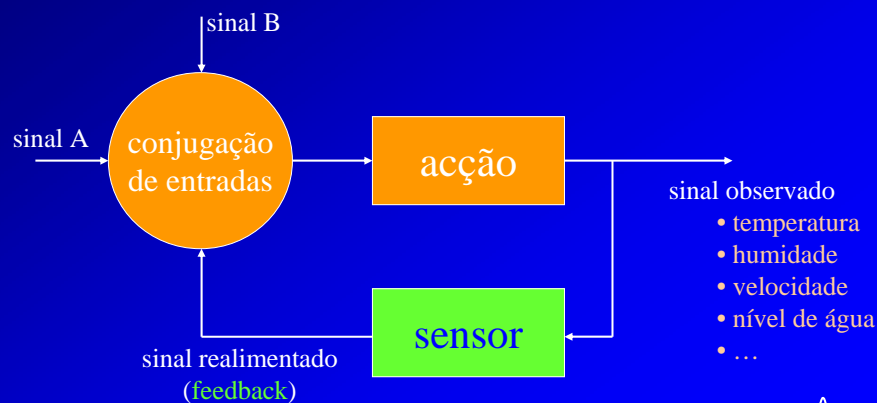 sinal B
sinal A
conjugação
de entradas
acção
sinal observado
• temperatura
• humidade
• velocidade
• nível de água
• …
sensor
sinal realimentado
(feedback)